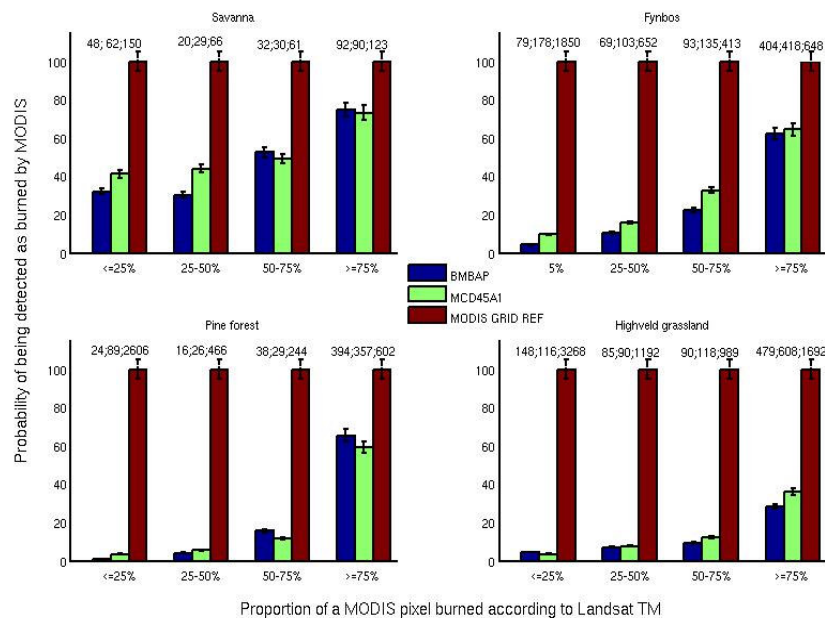 Savanna
48; 62;150 20;29;66 32;30;61 92;90;123
100
80
60
40
20
0
<=25% 25-50% 50-75% >=75%
Fynbos
79;178;1850 69;103;652 93;135;413 404;418;648
100
80
60
40
20
0
5% 25-50% 50-75% >=75%
BMBAP
MCD45A1
MODIS GRID REF
Pine forest
24;89;2606 16;26;466 38;29;244 394;357;602
100
80
60
40
20
0
<=25% 25-50% 50-75% >=75%
Highveld grassland
148;116;3268 85;90;1192 90;118;989 479;608;1692
100
80
60
40
20
0
<=25% 25-50% 50-75% >=75%
Probability of being detected as burned by MODIS
Proportion of a MODIS pixel burned according to Landsat TM